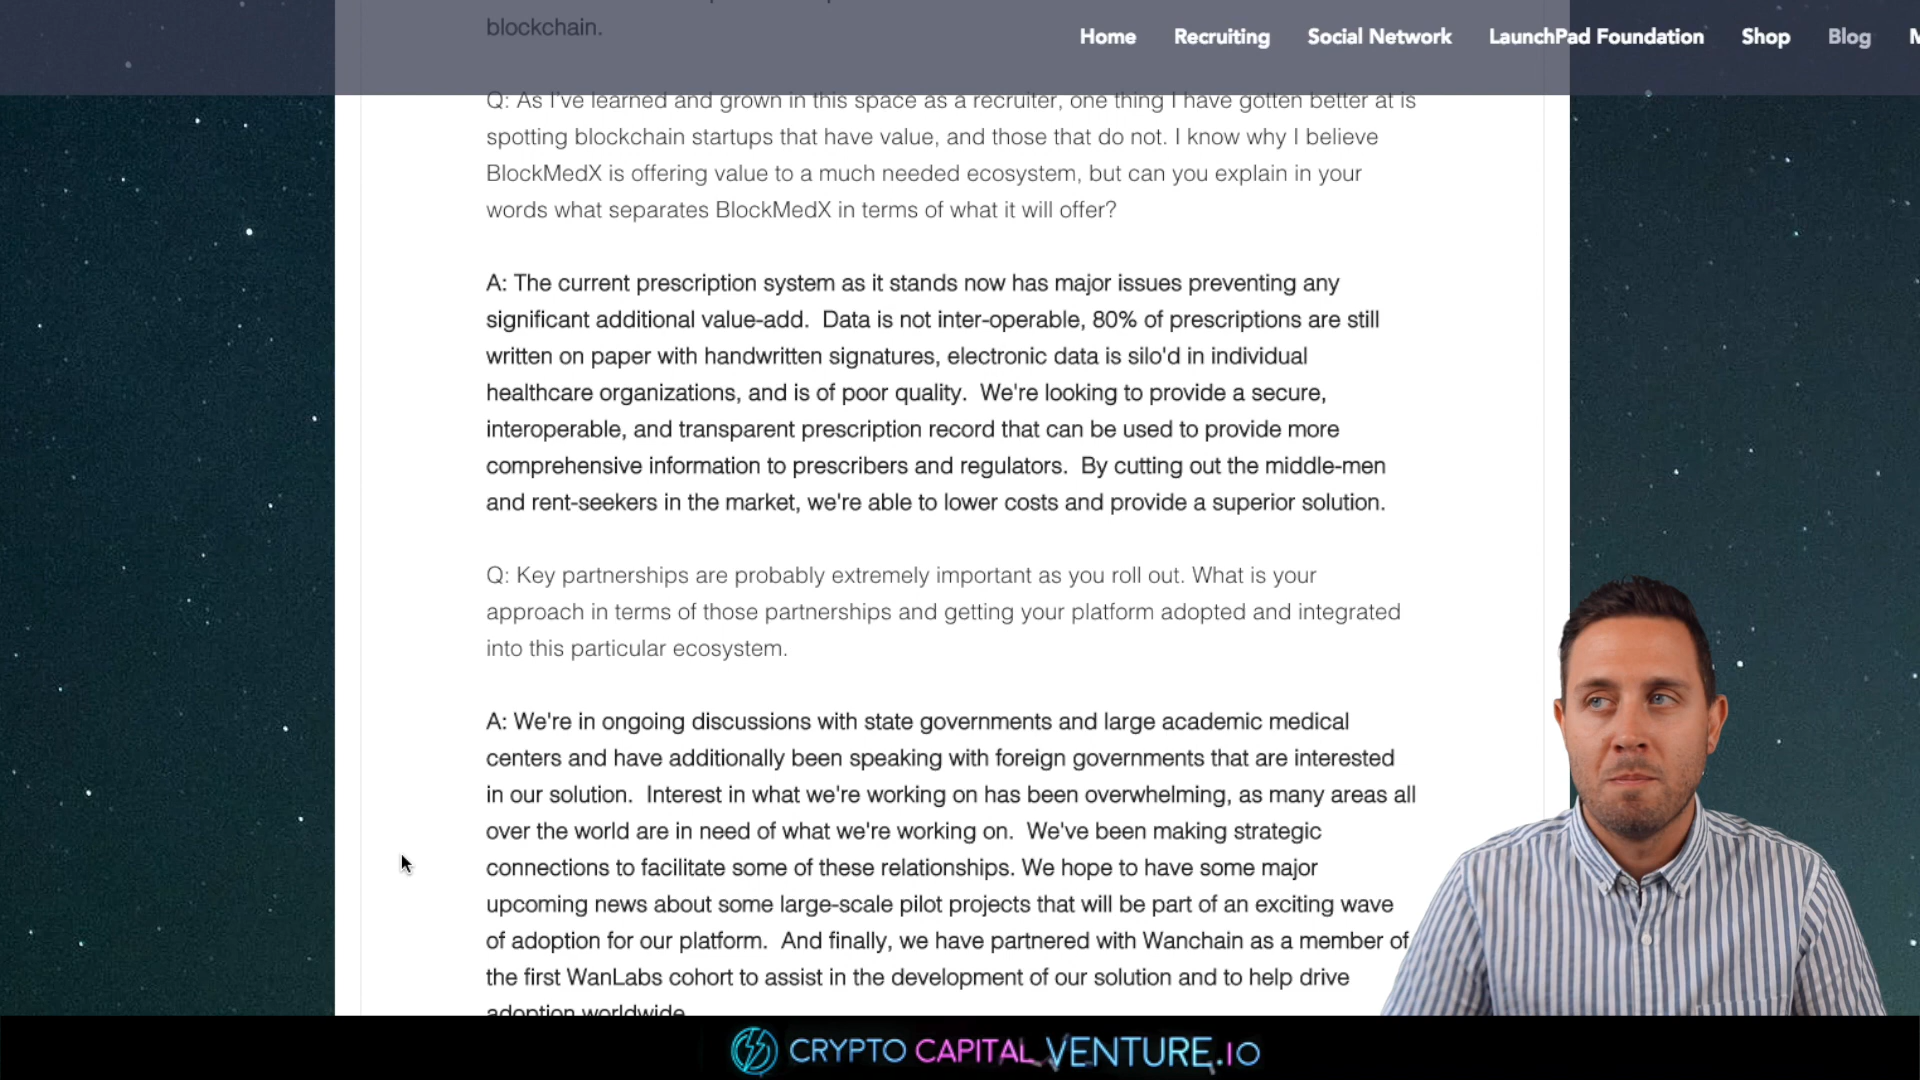 blockchain.
Home Recruiting Social Network LaunchPad Foundation Shop Blog M
Q: As I've learned and grown in this space as a recruiter, one thing I have gotten better at is
spotting blockchain startups that have value, and those that do not. I know why I believe
BlockMedX is offering value to a much needed ecosystem, but can you explain in your
words what separates BlockMedX in terms of what it will offer?
A: The current prescription system as it stands now has major issues preventing any
significant additional value-add.  Data is not inter-operable, 80% of prescriptions are still
written on paper with handwritten signatures, electronic data is silo'd in individual
healthcare organizations, and is of poor quality.  We're looking to provide a secure,
interoperable, and transparent prescription record that can be used to provide more
comprehensive information to prescribers and regulators.  By cutting out the middle-men
and rent-seekers in the market, we're able to lower costs and provide a superior solution.
Q: Key partnerships are probably extremely important as you roll out. What is your
approach in terms of those partnerships and getting your platform adopted and integrated
into this particular ecosystem.
A: We're in ongoing discussions with state governments and large academic medical
centers and have additionally been speaking with foreign governments that are interested
in our solution.  Interest in what we're working on has been overwhelming, as many areas all
over the world are in need of what we're working on.  We've been making strategic
connections to facilitate some of these relationships. We hope to have some major
upcoming news about some large-scale pilot projects that will be part of an exciting wave
of adoption for our platform.  And finally, we have partnered with Wanchain as a member of
the first WanLabs cohort to assist in the development of our solution and to help drive
adoption worldwide
CRYPTO CAPITAL VENTURE.IO